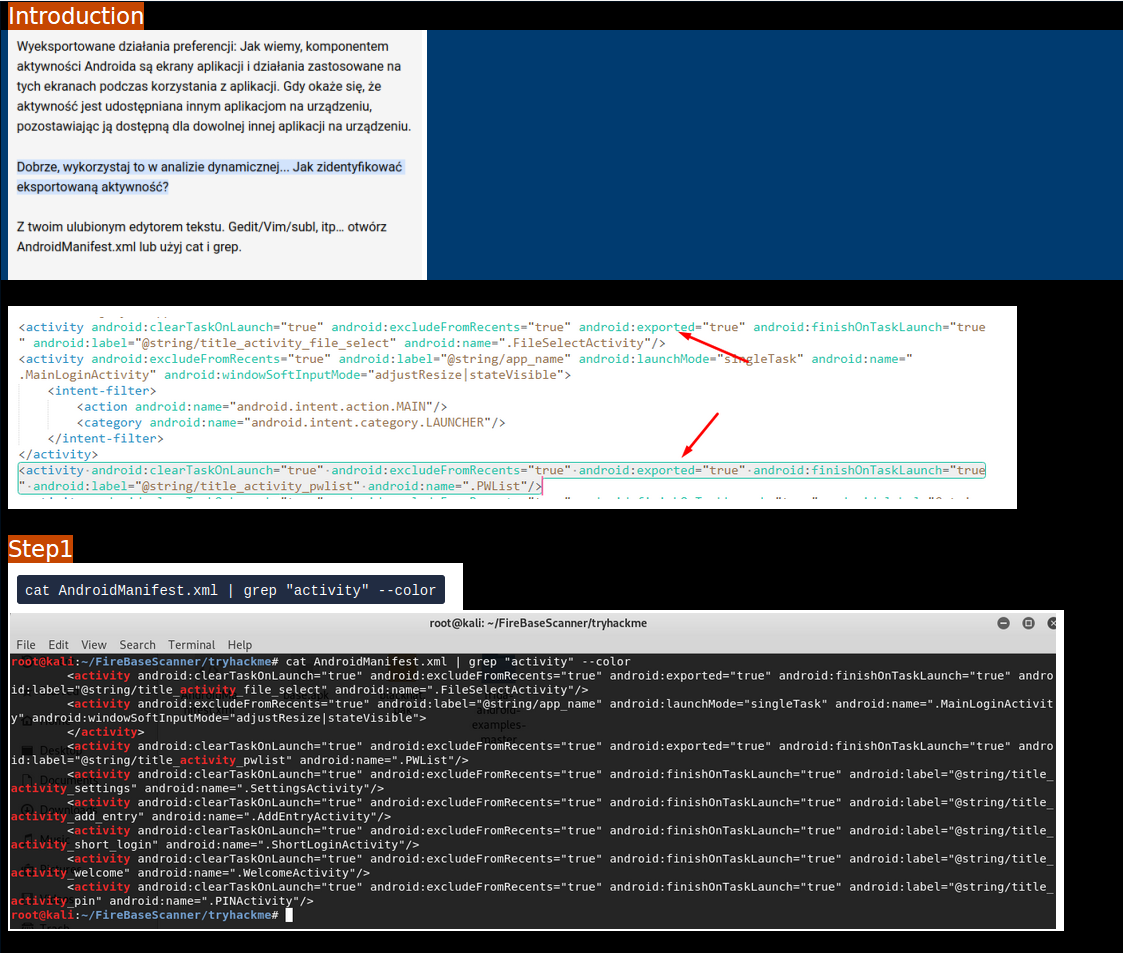 Introduction
Wyeksportowane działania preferencji: Jak wiemy, komponentem
aktywności Androida są ekrany aplikacji i działania zastosowane na
tych ekranach podczas korzystania z aplikacji. Gdy okaże się, że
aktywność jest udostępniana innym aplikacjom na urządzeniu,
pozostawiając ją dostępną dla dowolnej innej aplikacji na urządzeniu.
Dobrze, wykorzystaj to w analizie dynamicznej... Jak zidentyfikować
eksportowaną aktywność?
Z twoim ulubionym edytorem tekstu. Gedit/Vim/subl, itp… otwórz
AndroidManifest.xml lub użyj cat i grep.
<activity android:clearTaskOnLaunch="true" android:excludeFromRecents="true" android:exported="true" android:finishOnTaskLaunch="true
" android:label="@string/title_activity_file_select" android:name=".FileSelectActivity"/>
<activity android:excludeFromRecents="true" android:label="@string/app_name" android:launchMode="singleTask" android:name="
.MainLoginActivity" android:windowSoftInputMode="adjustResize|stateVisible">
<intent-filter>
<action android:name="android.intent.action.MAIN"/>
<category android:name="android.intent.category.LAUNCHER"/>
</intent-filter>
</activity>
<activity·android:clearTaskOnLaunch="true"·android:excludeFromRecents="true"·android:exported="true"·android:finishOnTaskLaunch="true
"·android:label="@string/title_activity_pwlist"·android:name=".PWList"/>
Step1
cat AndroidManifest.xml | grep "activity" --color
root@kali: ~/FireBaseScanner/tryhackme
File Edit View Search Terminal Help
root@kali:~/FireBaseScanner/tryhackme# cat AndroidManifest.xml | grep "activity" --color
<activity android:clearTaskOnLaunch="true" android:excludeFromRecents="true" android:exported="true" android:finishOnTaskLaunch="true" andro
id:label="@string/title_activity_file_select" android:name=".FileSelectActivity"/>
<activity android:excludeFromRecents="true" android:label="@string/app_name" android:launchMode="singleTask" android:name=".MainLoginActivit
y" android:windowSoftInputMode="adjustResize|stateVisible">
</activity>
<activity android:clearTaskOnLaunch="true" android:excludeFromRecents="true" android:exported="true" android:finishOnTaskLaunch="true" andro
id:label="@string/title_activity_pwlist" android:name=".PWList"/>
<activity android:clearTaskOnLaunch="true" android:excludeFromRecents="true" android:finishOnTaskLaunch="true" android:label="@string/title_
activity_settings" android:name=".SettingsActivity"/>
<activity android:clearTaskOnLaunch="true" android:excludeFromRecents="true" android:finishOnTaskLaunch="true" android:label="@string/title_
activity_add_entry" android:name=".AddEntryActivity"/>
<activity android:clearTaskOnLaunch="true" android:excludeFromRecents="true" android:finishOnTaskLaunch="true" android:label="@string/title_
activity_short_login" android:name=".ShortLoginActivity"/>
<activity android:clearTaskOnLaunch="true" android:excludeFromRecents="true" android:finishOnTaskLaunch="true" android:label="@string/title_
activity_welcome" android:name=".WelcomeActivity"/>
<activity android:clearTaskOnLaunch="true" android:excludeFromRecents="true" android:finishOnTaskLaunch="true" android:label="@string/title_
activity_pin" android:name=".PINActivity"/>
root@kali:~/FireBaseScanner/tryhackme#